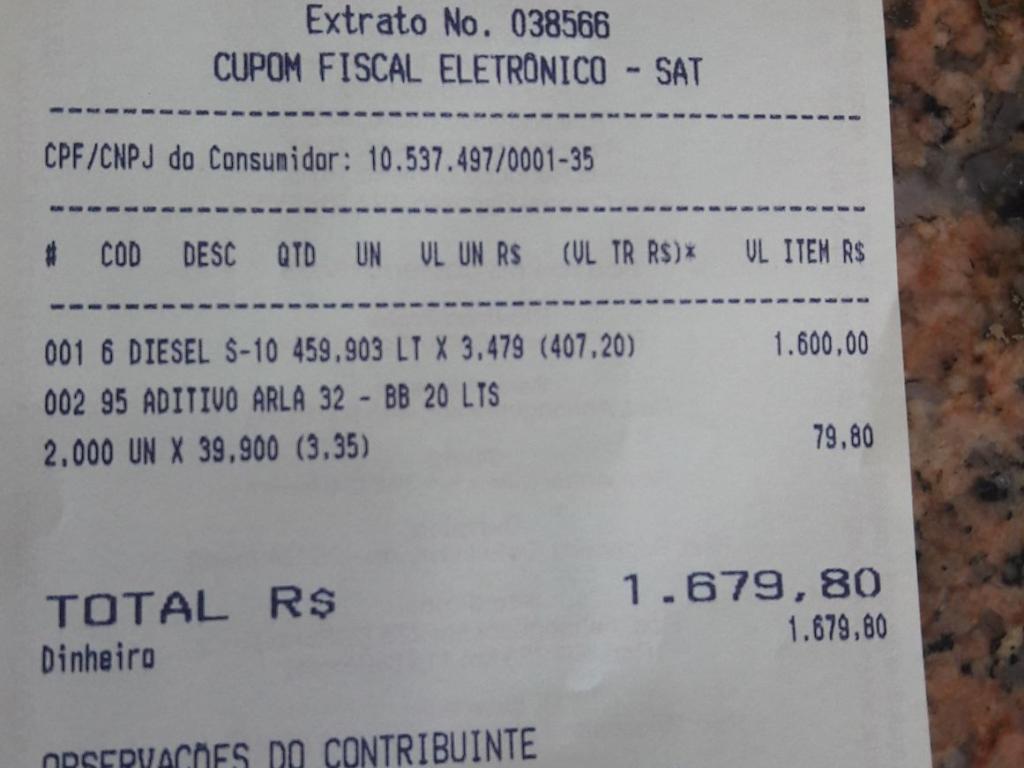 Extrato No. 038566
CUPOM FISCAL ELETRÔNICO - SAT
CPF/CNPJ do Consumidor: 10.537.497/0001-35
# COD DESC QTD UN VL UN R$ (VL TR R$)* VL ITEM R$
001 6 DIESEL S-10 459,903 LT X 3,479 (407,20) 1.600,00
002 95 ADITIVO ARLA 32 - BB 20 LTS
2,000 UN X 39,900 (3,35) 79,80
TOTAL R$ 1.679,80
Dinheiro 1.679,80
OBSERVAÇÕES DO CONTRIBUINTE